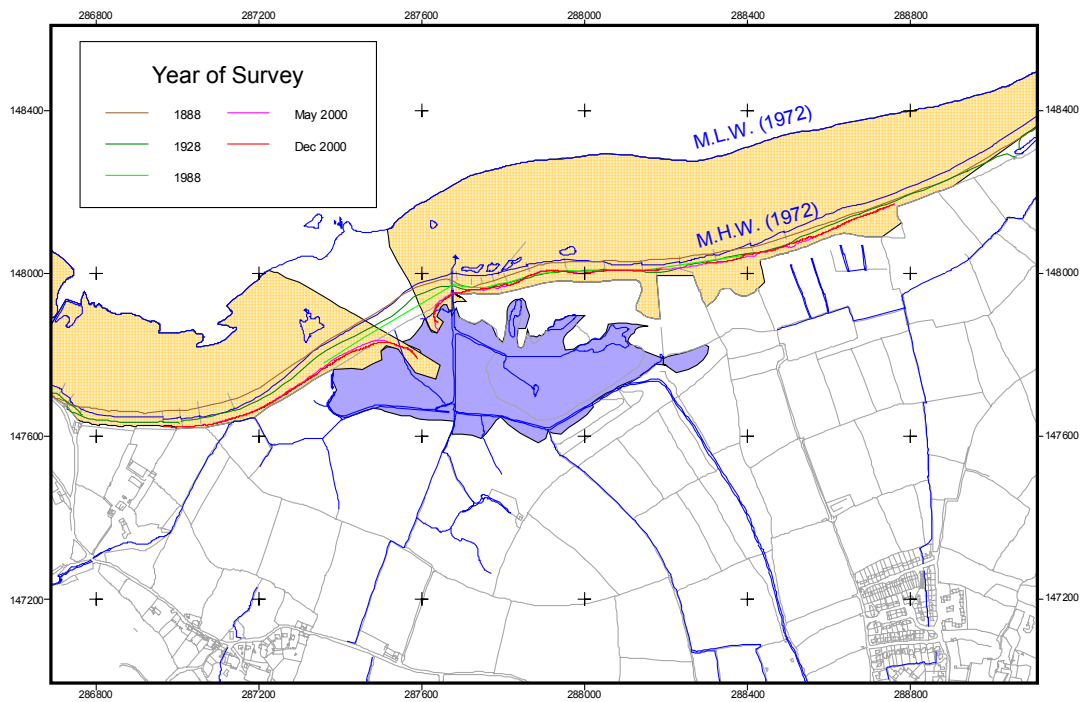 286800 287200 287600 288000 288400 288800
Year of Survey
1888 May 2000
1928 Dec 2000
1988
148400 148400
M.L.W. (1972)
M.H.W. (1972)
148000 148000
147600 147600
147200 147200
286800 287200 287600 288000 288400 288800